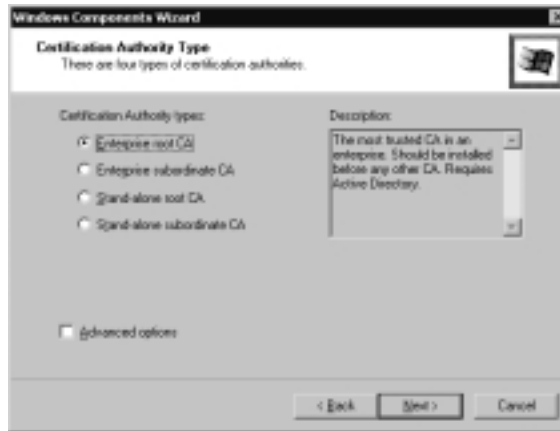 Windows Components Wizard
Certification Authority Type
There are four types of certification authorities.
Certification Authority types:
Enterprise root CA
Enterprise subordinate CA
Stand-alone root CA
Stand-alone subordinate CA
Description:
The most trusted CA in an
enterprise. Should be installed
before any other CA. Requires
Active Directory.
Advanced options
< Back
Next >
Cancel